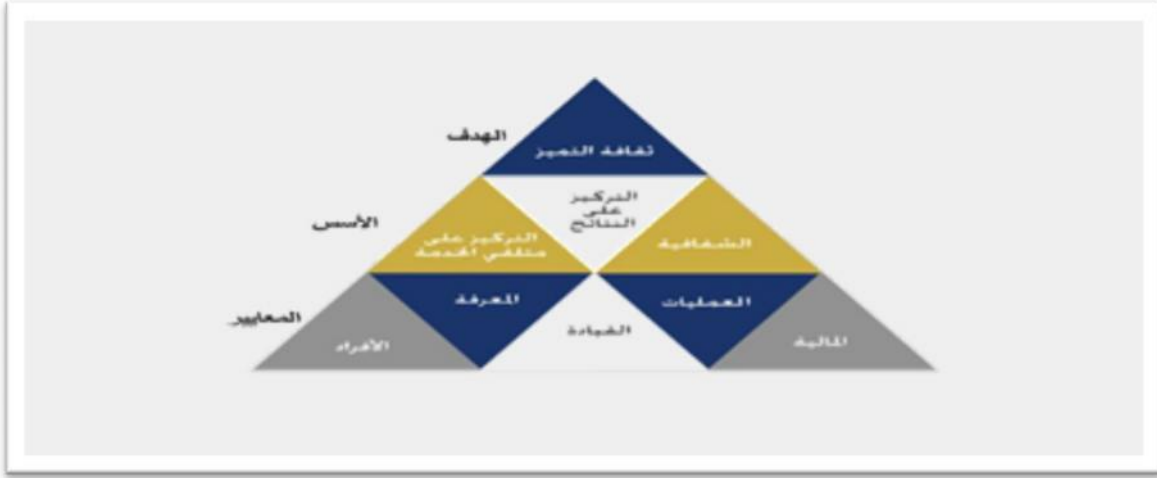 الهدف
ثقافة التميز
الأسس
التركيز
على
النتائج
الشفافية
التركيز على
متلقي الخدمة
المعايير
العمليات
المعرفة
القيادة
المالية
الأفراد